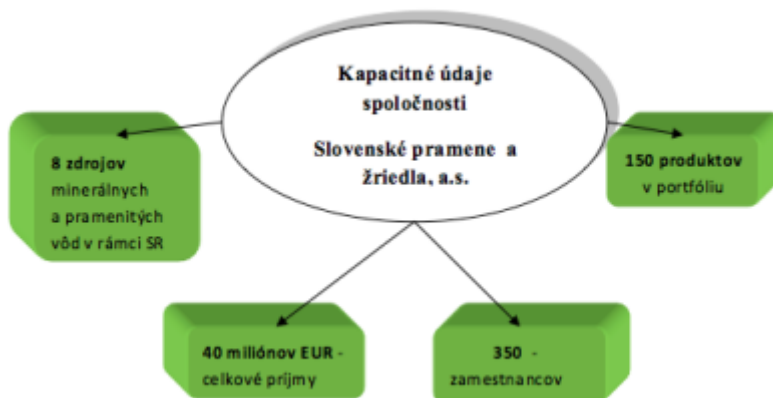 Kapacitné údaje
spoločnosti
Slovenské pramene a
žriedla, a.s.
8 zdrojov
minerálnych
a pramenitých
vôd v rámci SR
150 produktov
v portfóliu
40 miliónov EUR -
celkové príjmy
350 -
zamestnancov